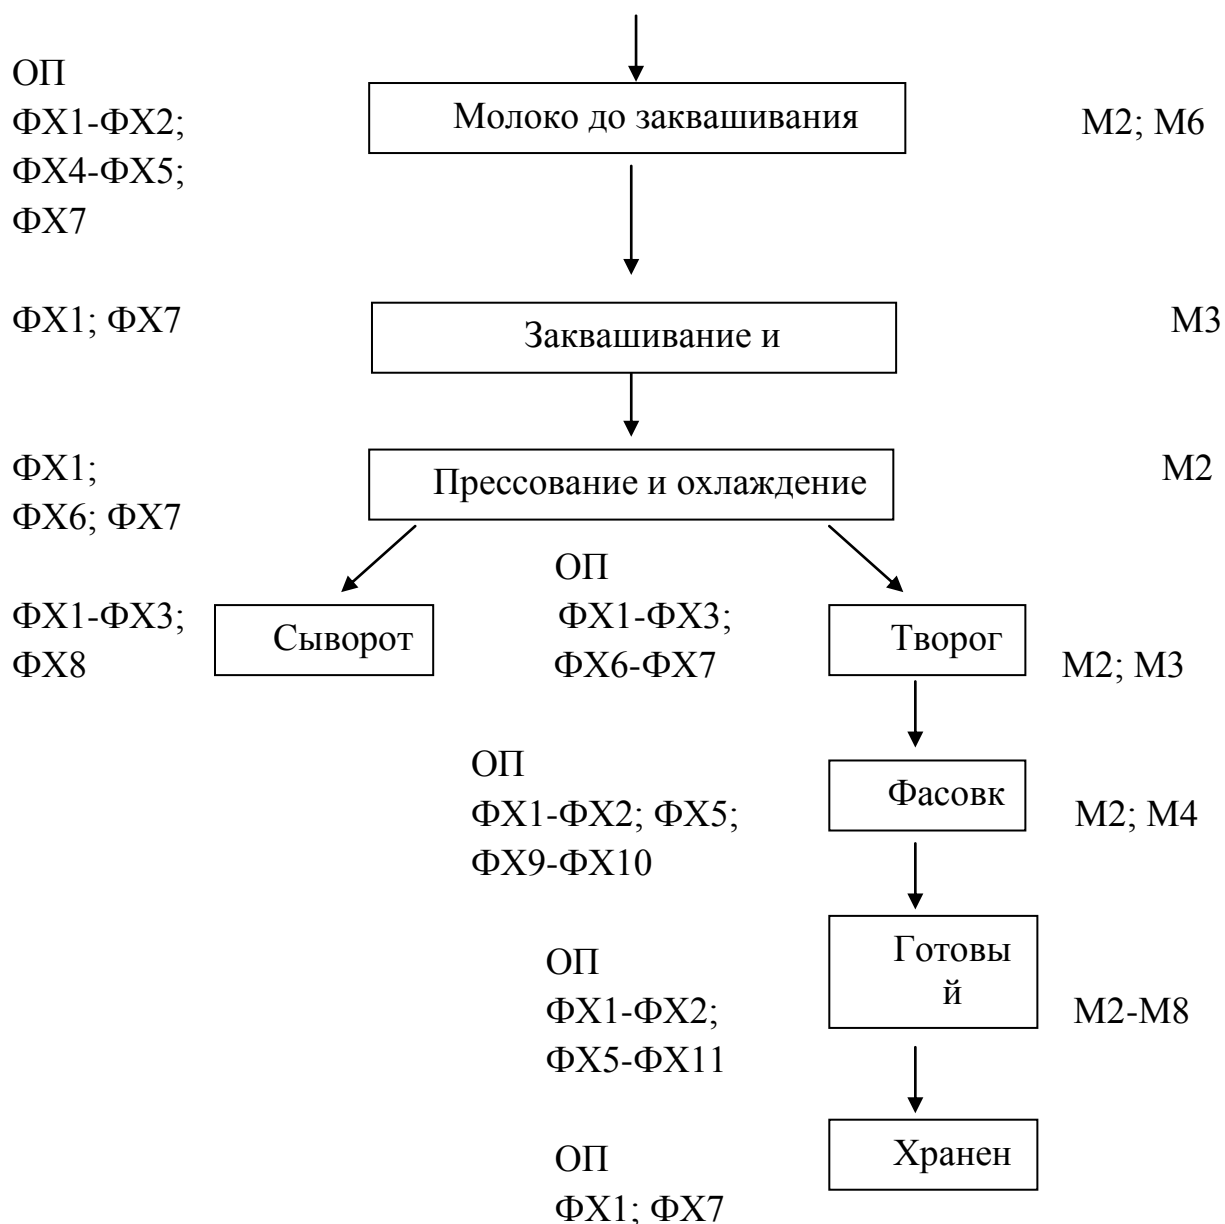 ОП
ФХ1-ФХ2;
ФХ4-ФХ5;
ФХ7
Молоко до заквашивания
М2; М6
ФХ1; ФХ7
Заквашивание и
М3
ФХ1;
ФХ6; ФХ7
Прессование и охлаждение
М2
ФХ1-ФХ3;
ФХ8
Сыворот
ОП
ФХ1-ФХ3;
ФХ6-ФХ7
Творог
М2; М3
ОП
ФХ1-ФХ2; ФХ5;
ФХ9-ФХ10
Фасовк
М2; М4
ОП
ФХ1-ФХ2;
ФХ5-ФХ11
Готовы
й
М2-М8
ОП
ФХ1; ФХ7
Хранен